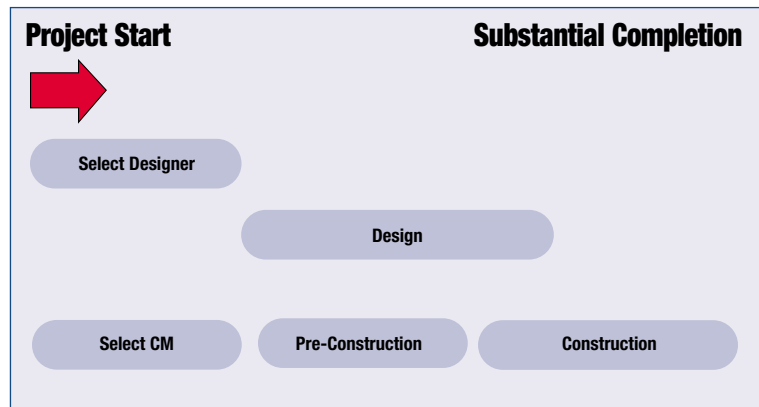 Project Start
Substantial Completion
Select Designer
Design
Select CM
Pre-Construction
Construction